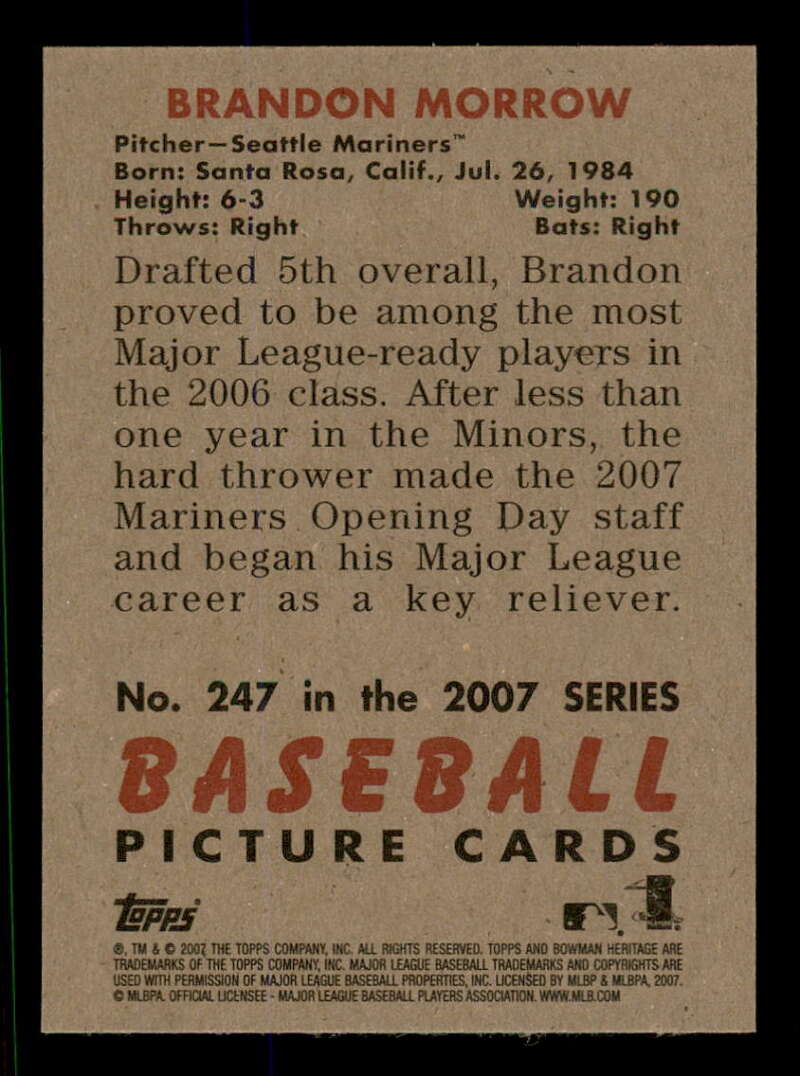 BRANDON MORROW
Pitcher—Seattle Mariners™
Born: Santa Rosa, Calif., Jul. 26, 1984
Height: 6-3 Weight: 190
Throws: Right Bats: Right
Drafted 5th overall, Brandon
proved to be among the most
Major League-ready players in
the 2006 class. After less than
one year in the Minors, the
hard thrower made the 2007
Mariners Opening Day staff
and began his Major League
career as a key reliever.
No. 247 in the 2007 SERIES
BASEBALL
PICTURE CARDS
topps
®, TM & © 2007 THE TOPPS COMPANY, INC. ALL RIGHTS RESERVED. TOPPS AND BOWMAN HERITAGE ARE
TRADEMARKS OF THE TOPPS COMPANY, INC. MAJOR LEAGUE BASEBALL TRADEMARKS AND COPYRIGHTS ARE
USED WITH PERMISSION OF MAJOR LEAGUE BASEBALL PROPERTIES, INC. LICENSED BY MLBP & MLBPA, 2007.
© MLBPA. OFFICIAL LICENSEE - MAJOR LEAGUE BASEBALL PLAYERS ASSOCIATION. WWW.MLB.COM